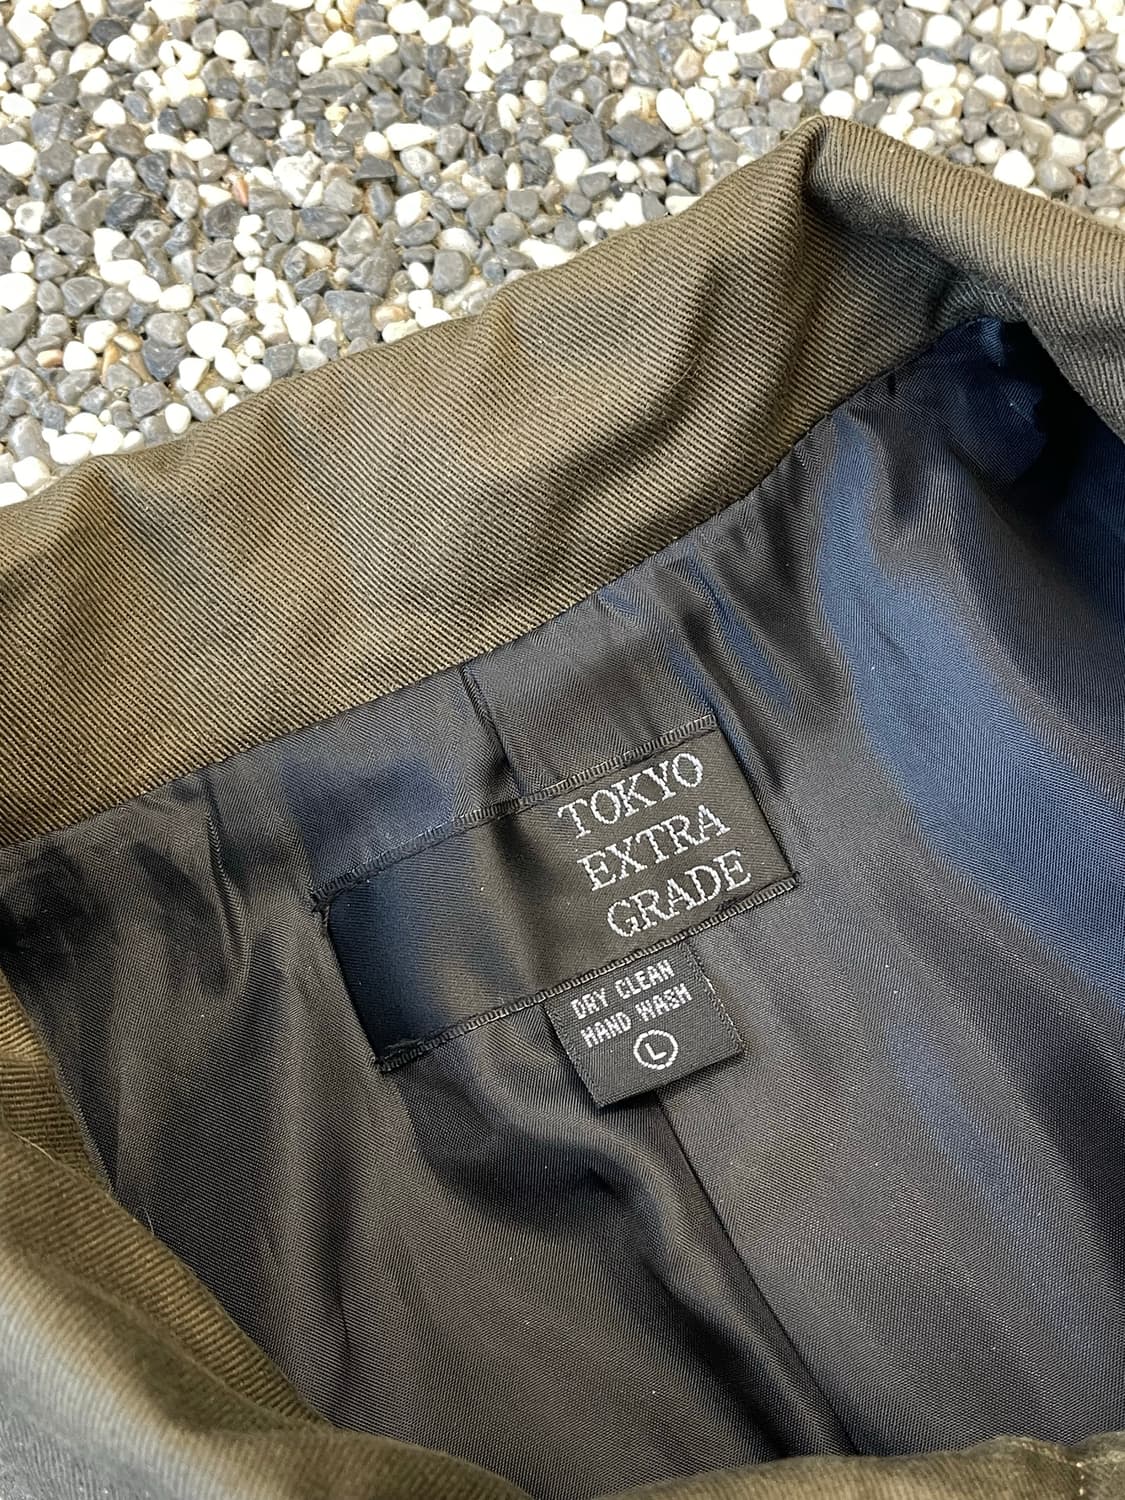 TOKYO
EXTRA
GRADE
DRY CLEAN
HAND WASH
L